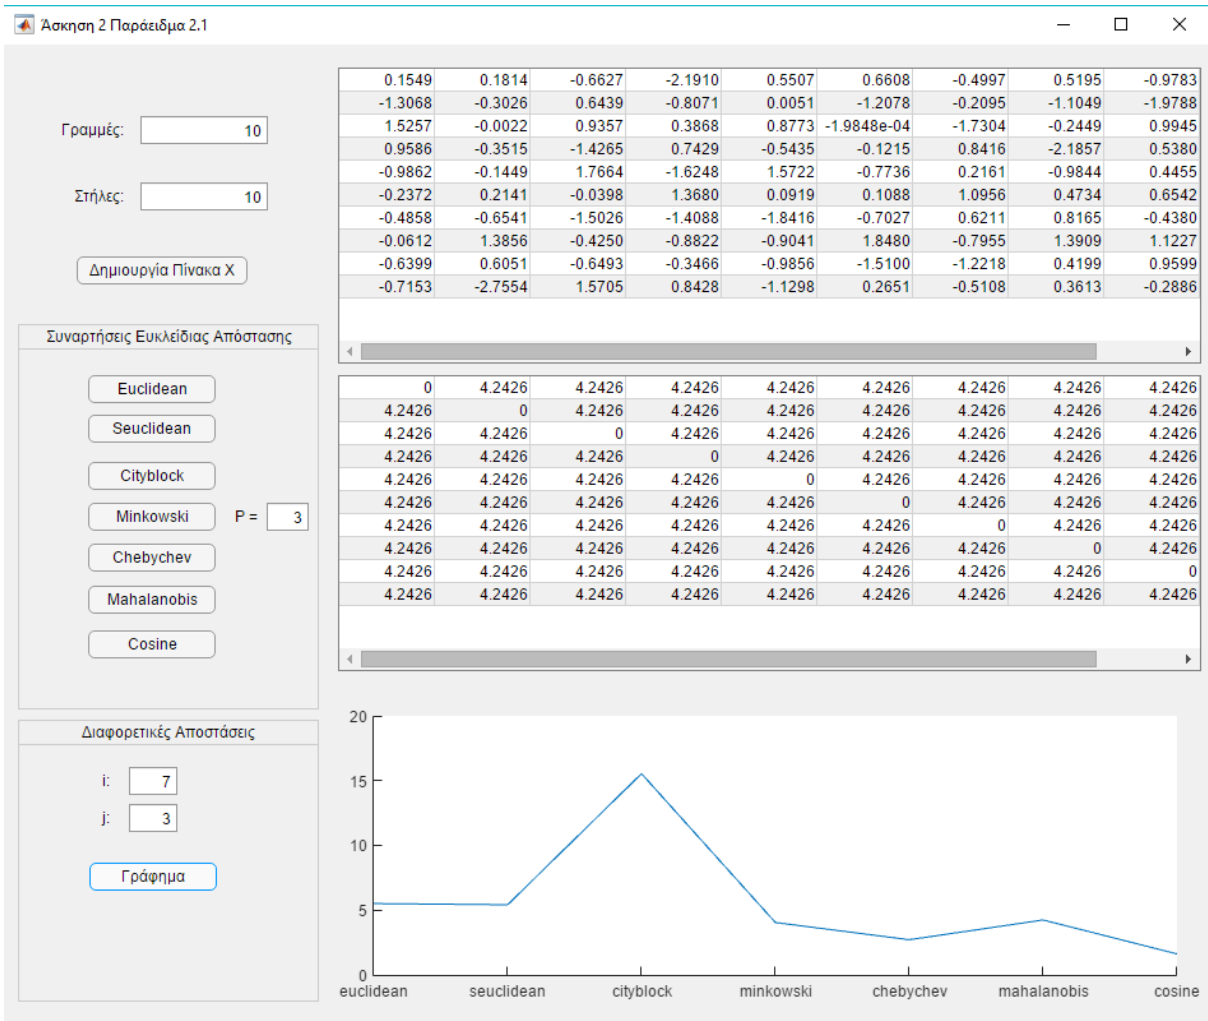 Άσκηση 2 Παράειδμα 2.1
Γραμμές: 10
Στήλες: 10
Δημιουργία Πίνακα X
0.1549 0.1814 -0.6627 -2.1910 0.5507 0.6608 -0.4997 0.5195 -0.9783
-1.3068 -0.3026 0.6439 -0.8071 0.0051 -1.2078 -0.2095 -1.1049 -1.9788
1.5257 -0.0022 0.9357 0.3868 0.8773 -1.9848e-04 -1.7304 -0.2449 0.9945
0.9586 -0.3515 -1.4265 0.7429 -0.5435 -0.1215 0.8416 -2.1857 0.5380
-0.9862 -0.1449 1.7664 -1.6248 1.5722 -0.7736 0.2161 -0.9844 0.4455
-0.2372 0.2141 -0.0398 1.3680 0.0919 0.1088 1.0956 0.4734 0.6542
-0.4858 -0.6541 -1.5026 -1.4088 -1.8416 -0.7027 0.6211 0.8165 -0.4380
-0.0612 1.3856 -0.4250 -0.8822 -0.9041 1.8480 -0.7955 1.3909 1.1227
-0.6399 0.6051 -0.6493 -0.3466 -0.9856 -1.5100 -1.2218 0.4199 0.9599
-0.7153 -2.7554 1.5705 0.8428 -1.1298 0.2651 -0.5108 0.3613 -0.2886
Συναρτήσεις Ευκλείδιας Απόστασης
Euclidean
Seuclidean
Cityblock
Minkowski P = 3
Chebychev
Mahalanobis
Cosine
0 4.2426 4.2426 4.2426 4.2426 4.2426 4.2426 4.2426 4.2426
4.2426 0 4.2426 4.2426 4.2426 4.2426 4.2426 4.2426 4.2426
4.2426 4.2426 0 4.2426 4.2426 4.2426 4.2426 4.2426 4.2426
4.2426 4.2426 4.2426 0 4.2426 4.2426 4.2426 4.2426 4.2426
4.2426 4.2426 4.2426 4.2426 0 4.2426 4.2426 4.2426 4.2426
4.2426 4.2426 4.2426 4.2426 4.2426 0 4.2426 4.2426 4.2426
4.2426 4.2426 4.2426 4.2426 4.2426 4.2426 0 4.2426 4.2426
4.2426 4.2426 4.2426 4.2426 4.2426 4.2426 4.2426 0 4.2426
4.2426 4.2426 4.2426 4.2426 4.2426 4.2426 4.2426 4.2426 0
4.2426 4.2426 4.2426 4.2426 4.2426 4.2426 4.2426 4.2426 4.2426
Διαφορετικές Αποστάσεις
i: 7
j: 3
Γράφημα
20
15
10
5
0
euclidean seuclidean cityblock minkowski chebychev mahalanobis cosine